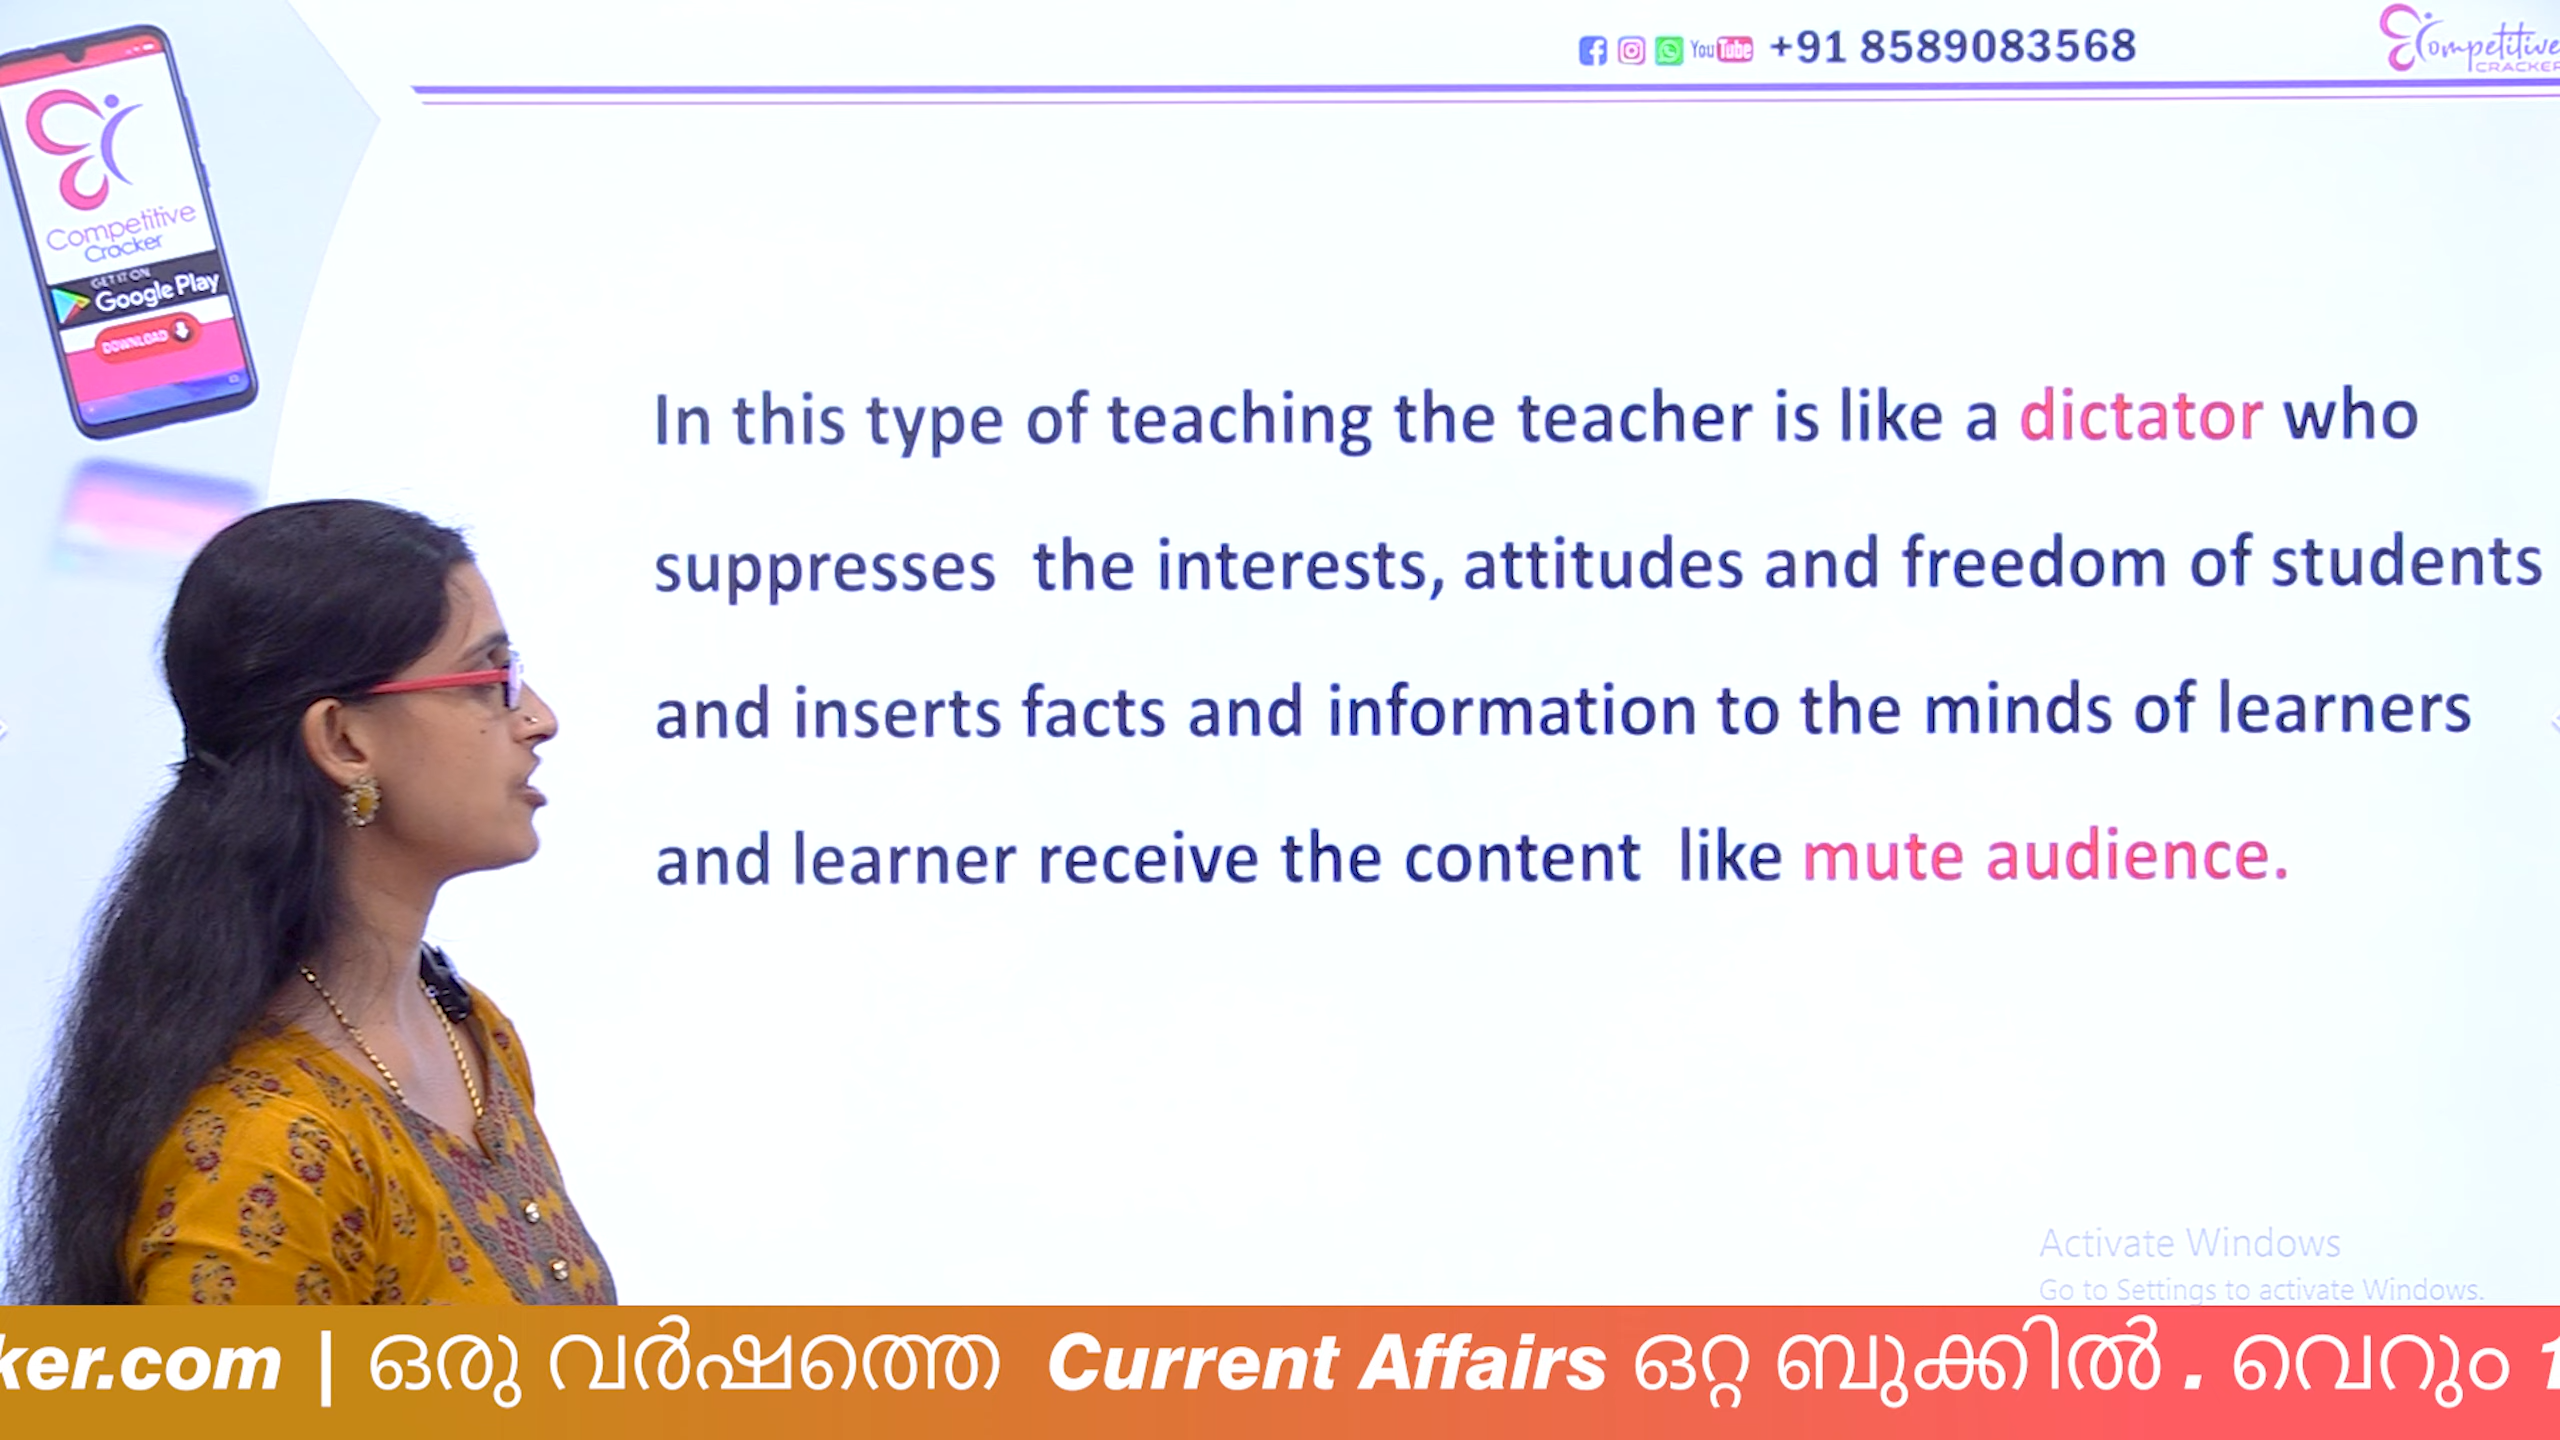 You Tube +91 8589083568
Competitive
CRACKER
Competitive
Cracker
GET IT ON
Google Play
DOWNLOAD
In this type of teaching the teacher is like a dictator who
suppresses the interests, attitudes and freedom of students
and inserts facts and information to the minds of learners
and learner receive the content like mute audience.
Activate Windows
Go to Settings to activate Windows.
ker.com | ഒരു വർഷത്തെ Current Affairs ഒറ്റ ബുക്കിൽ . വെറും 1